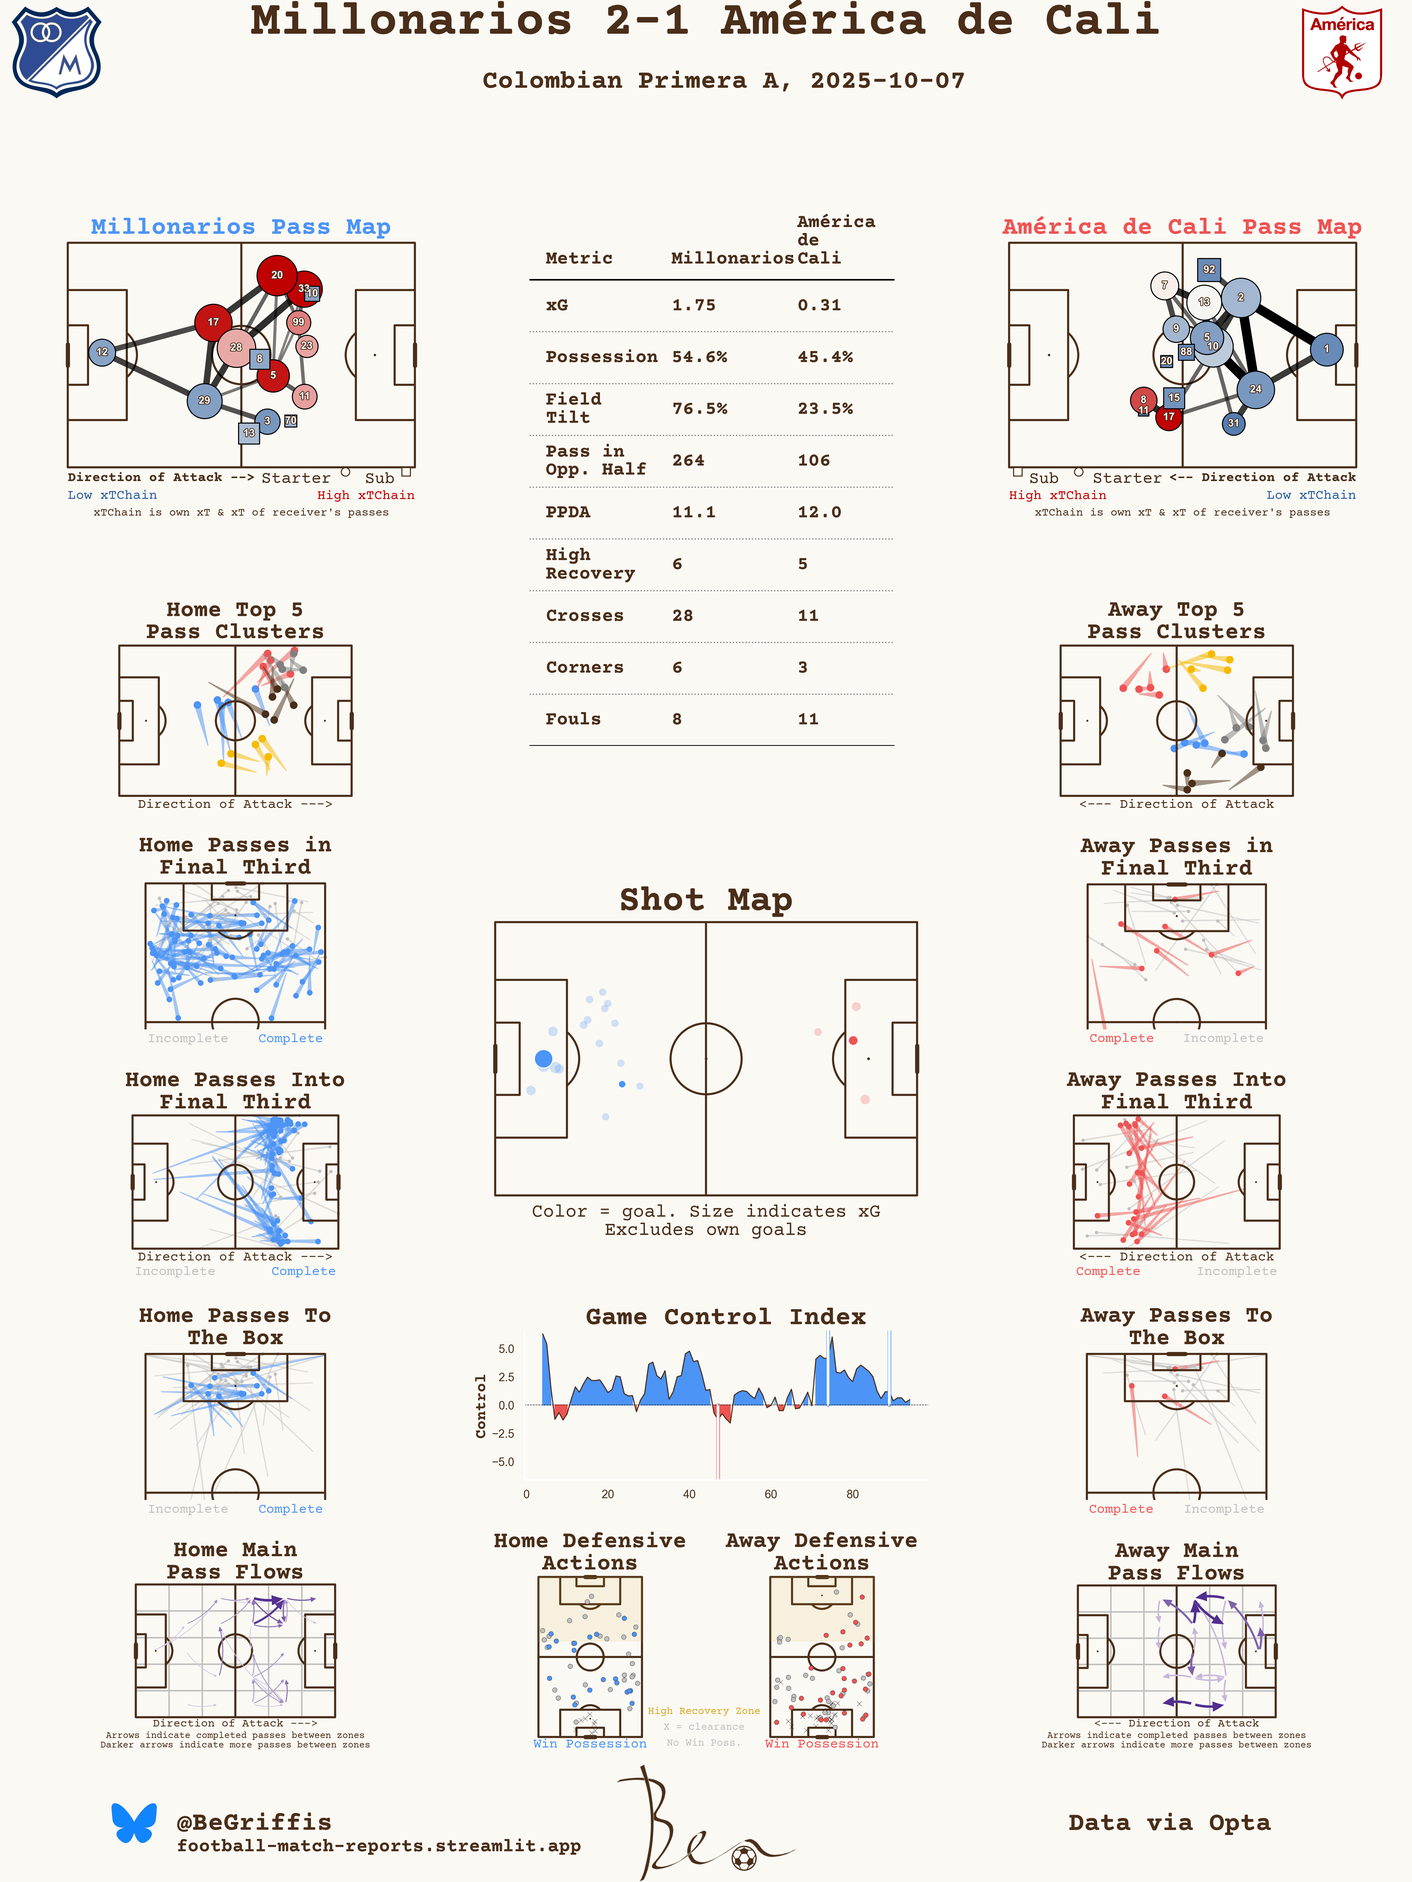 Millonarios 2-1 América de Cali
Colombian Primera A, 2025-10-07
M
América
Millonarios Pass Map
20
33
10
17
99
28
23
12
8
5
29
11
3
70
13
Direction of Attack --> Starter Sub
Low xTChain High xTChain
xTChain is own xT & xT of receiver's passes
América
de
Metric Millonarios Cali
xG 1.75 0.31
Possession 54.6% 45.4%
Field
Tilt
76.5% 23.5%
Pass in
Opp. Half
264 106
PPDA 11.1 12.0
High
Recovery
6 5
Crosses 28 11
Corners 6 3
Fouls 8 11
América de Cali Pass Map
92
7
13
2
9
5
10
88
1
20
24
8
15
11
17
31
Sub Starter <-- Direction of Attack
High xTChain Low xTChain
xTChain is own xT & xT of receiver's passes
Home Top 5
Pass Clusters
Direction of Attack --->
Away Top 5
Pass Clusters
<--- Direction of Attack
Home Passes in
Final Third
Incomplete Complete
Shot Map
Color = goal. Size indicates xG
Excludes own goals
Away Passes in
Final Third
Complete Incomplete
Home Passes Into
Final Third
Direction of Attack --->
Incomplete Complete
Away Passes Into
Final Third
<--- Direction of Attack
Complete Incomplete
Home Passes To
The Box
Incomplete Complete
Game Control Index
Control
5.0
2.5
0.0
−2.5
−5.0
0 20 40 60 80
Away Passes To
The Box
Complete Incomplete
Home Main
Pass Flows
Direction of Attack --->
Arrows indicate completed passes between zones
Darker arrows indicate more passes between zones
Home Defensive
Actions
Win Possession
High Recovery Zone
X = clearance
No Win Poss.
Away Defensive
Actions
Win Possession
Away Main
Pass Flows
<--- Direction of Attack
Arrows indicate completed passes between zones
Darker arrows indicate more passes between zones
@BeGriffis
football-match-reports.streamlit.app
Ben
Data via Opta